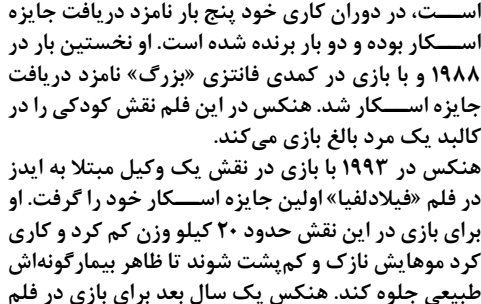 است، در دوران کاری خود پنج بار نامزد دریافت جایزه
اسکار بوده و دو بار برنده شده است. او نخستین بار در
۱۹۸۸ و با بازی در کمدی فانتزی «بزرگ» نامزد دریافت
جایزه اسکار شد. هنکس در این فلم نقش کودکی را در
کالبد یک مرد بالغ بازی می‌کند.
هنکس در ۱۹۹۳ با بازی در نقش یک وکیل مبتلا به ایدز
در فلم «فیلادلفیا» اولین جایزه اسکار خود را گرفت. او
برای بازی در این نقش حدود ۲۰ کیلو وزن کم کرد و کاری
کرد موهایش نازک و کم‌پشت شوند تا ظاهر بیمارگونه‌اش
طبیعی جلوه کند. هنکس یک سال بعد برای بازی در فلم